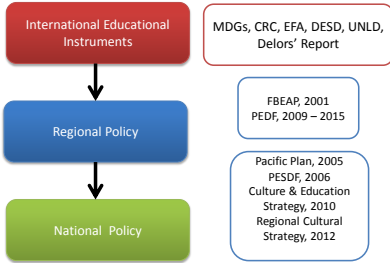 International Educational
Instruments
MDGs, CRC, EFA, DESD, UNLD,
Delors’ Report
Regional Policy
FBEAP, 2001
PEDF, 2009 – 2015
National Policy
Pacific Plan, 2005
PESDF, 2006
Culture & Education
Strategy, 2010
Regional Cultural
Strategy, 2012